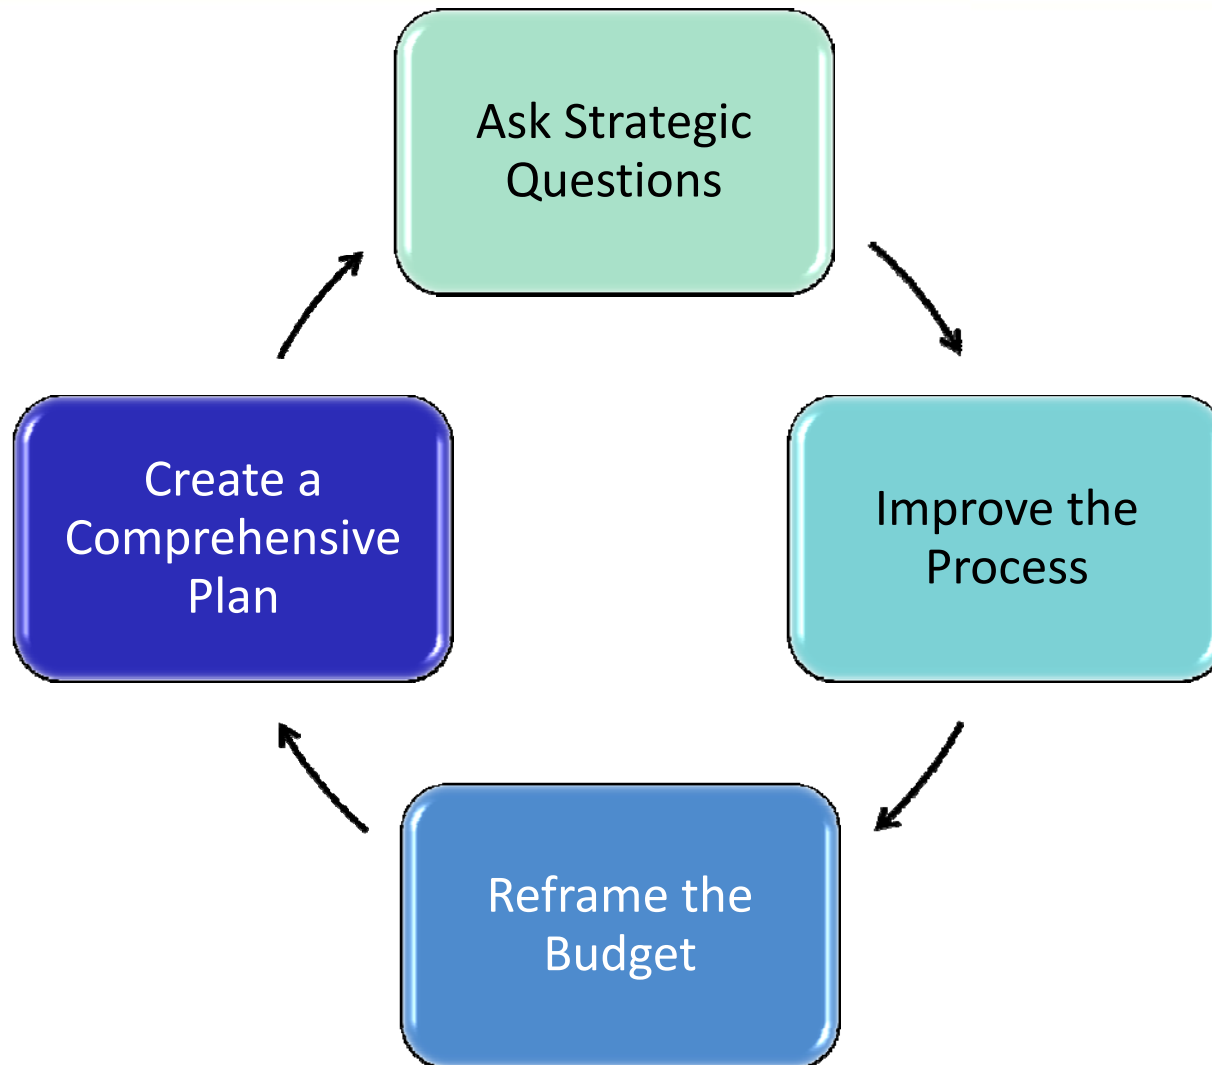 Ask Strategic
Questions
Improve the
Process
Reframe the
Budget
Create a
Comprehensive
Plan